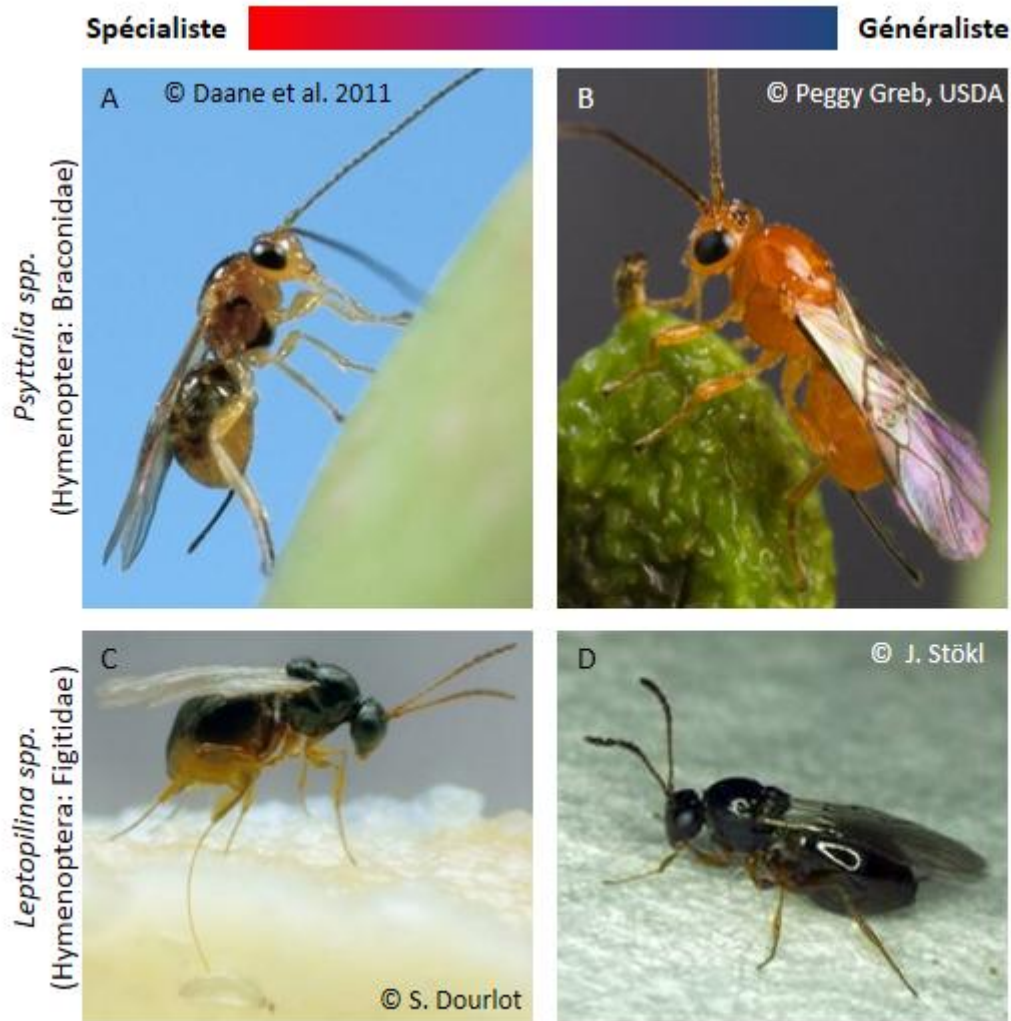 Spécialiste Généraliste
A © Daane et al. 2011
B © Peggy Greb, USDA
Psyttalia spp.
(Hymenoptera: Braconidae)
C
© S. Dourlot
D © J. Stökl
Leptopilina spp.
(Hymenoptera: Figitidae)